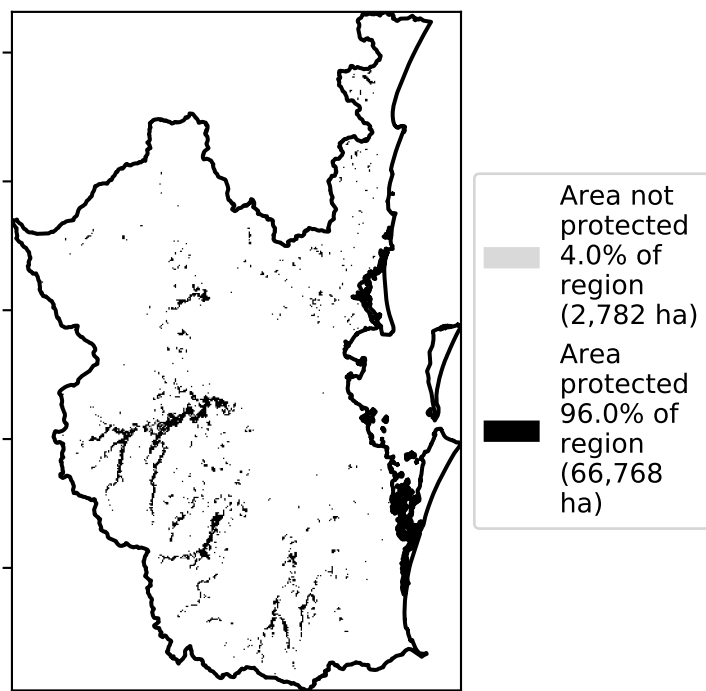 Area not
protected
4.0% of
region
(2,782 ha)
Area
protected
96.0% of
region
(66,768
ha)